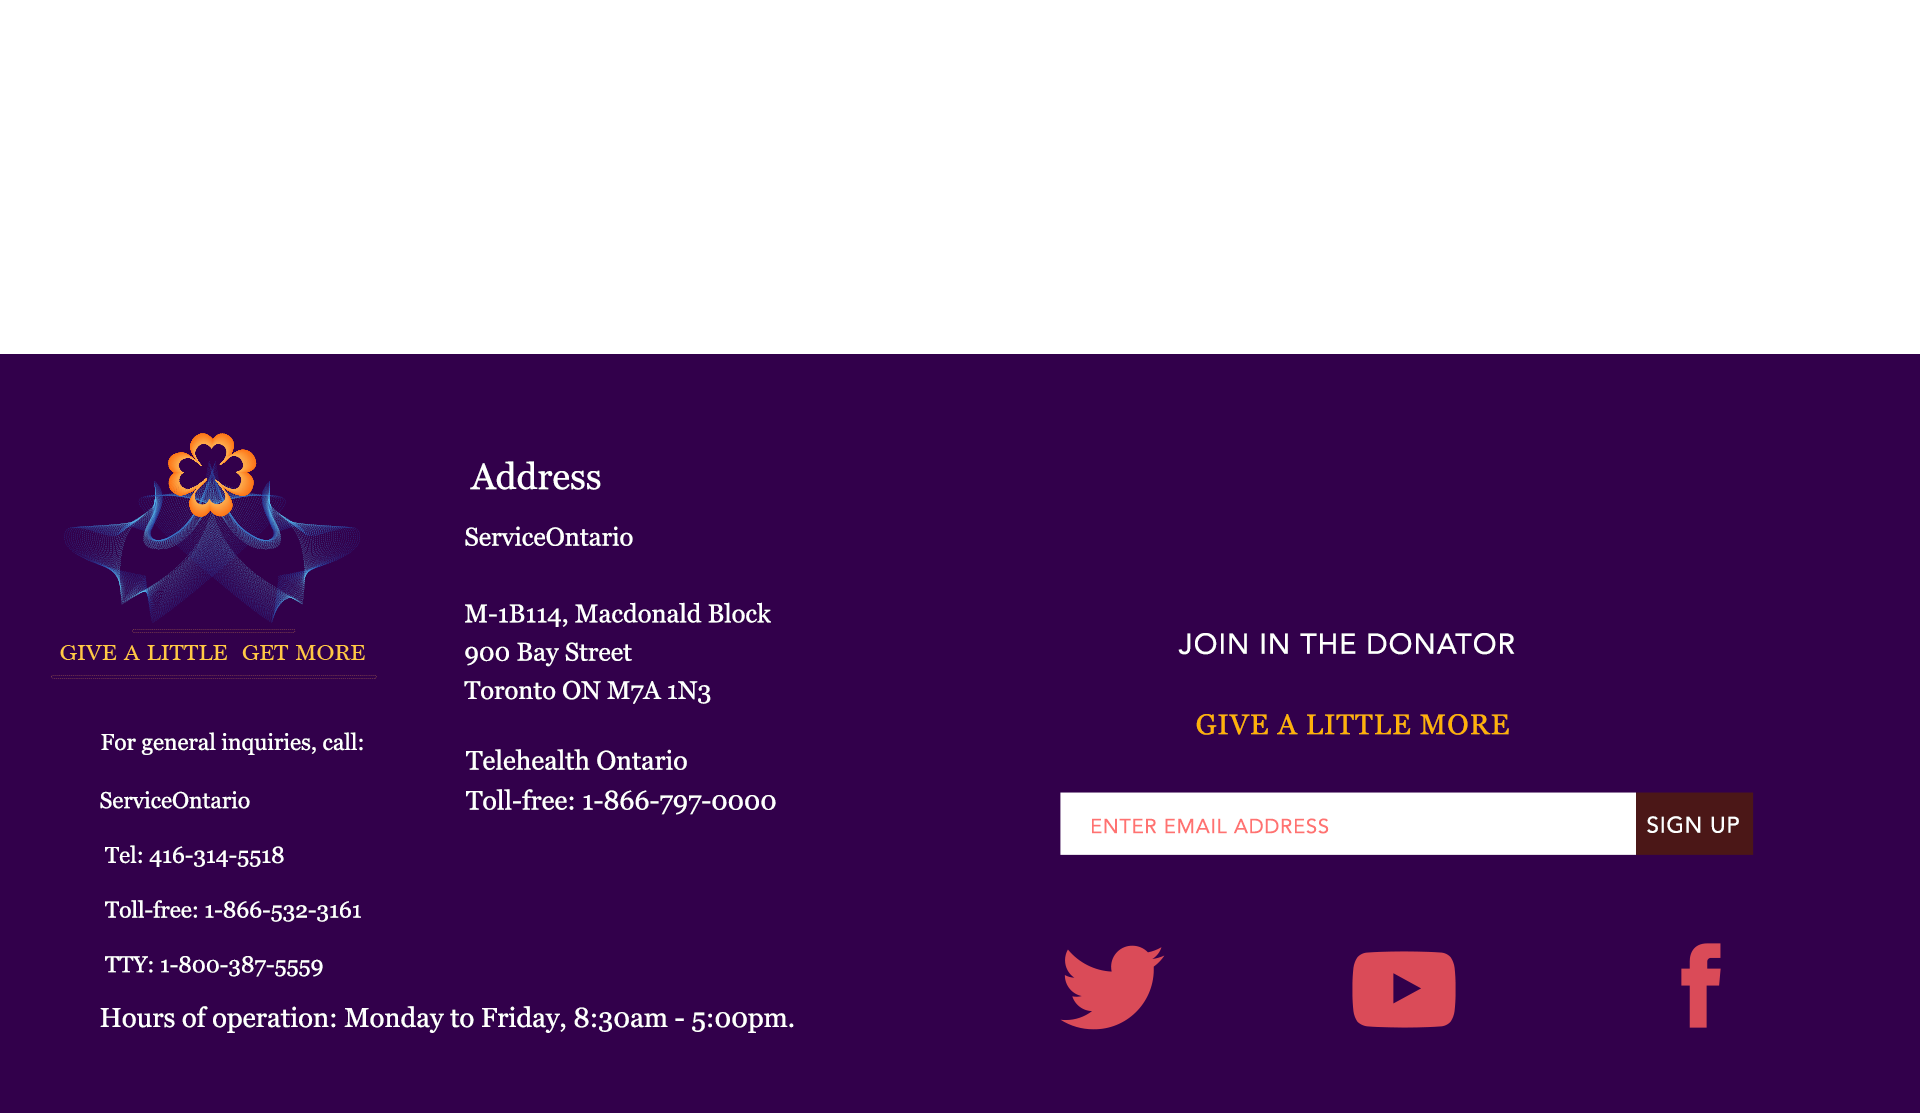 GIVE A LITTLE GET MORE
For general inquiries, call:
ServiceOntario
Tel: 416-314-5518
Toll-free: 1-866-532-3161
TTY: 1-800-387-5559
Hours of operation: Monday to Friday, 8:30am - 5:00pm.
Address
ServiceOntario
M-1B114, Macdonald Block
900 Bay Street
Toronto ON M7A 1N3
Telehealth Ontario
Toll-free: 1-866-797-0000
JOIN IN THE DONATOR
GIVE A LITTLE MORE
ENTER EMAIL ADDRESS
SIGN UP